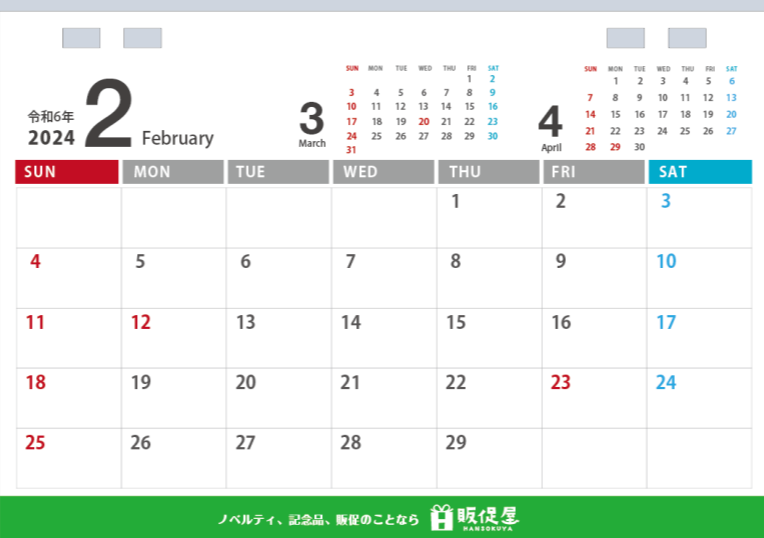 令和6年
2024
2
February
3
March
SUN MON TUE WED THU FRI SAT
1 2
3 4 5 6 7 8 9
10 11 12 13 14 15 16
17 18 19 20 21 22 23
24 25 26 27 28 29 30
31
4
April
SUN MON TUE WED THU FRI SAT
1 2 3 4 5 6
7 8 9 10 11 12 13
14 15 16 17 18 19 20
21 22 23 24 25 26 27
28 29 30
SUN MON TUE WED THU FRI SAT
1 2 3
4 5 6 7 8 9 10
11 12 13 14 15 16 17
18 19 20 21 22 23 24
25 26 27 28 29
ノベルティ、記念品、販促のことなら 販促屋
HANSOKUYA